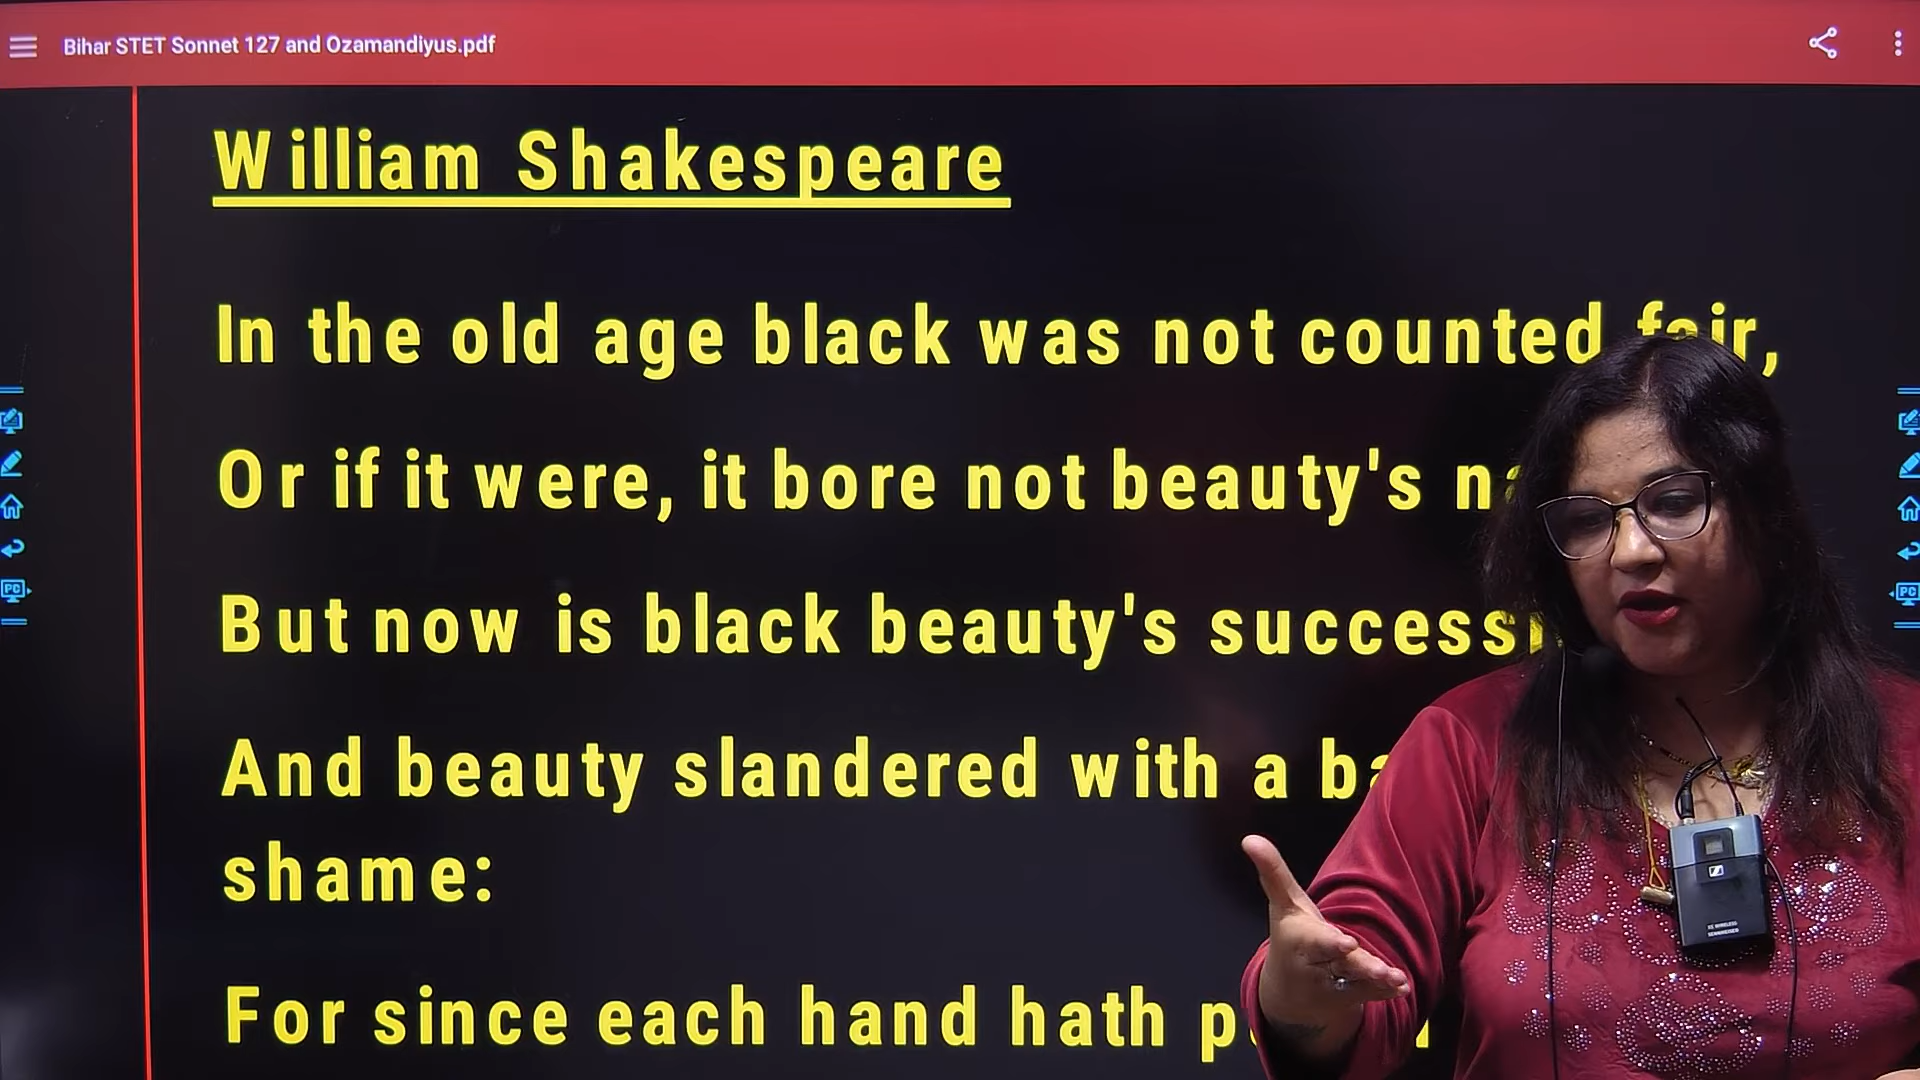 Bihar STET Sonnet 127 and Ozamandiyus.pdf
William Shakespeare
In the old age black was not counted fair,
Or if it were, it bore not beauty's
But now is black beauty's
And beauty slandered with a
shame:
For since each hand hath
PC
PC